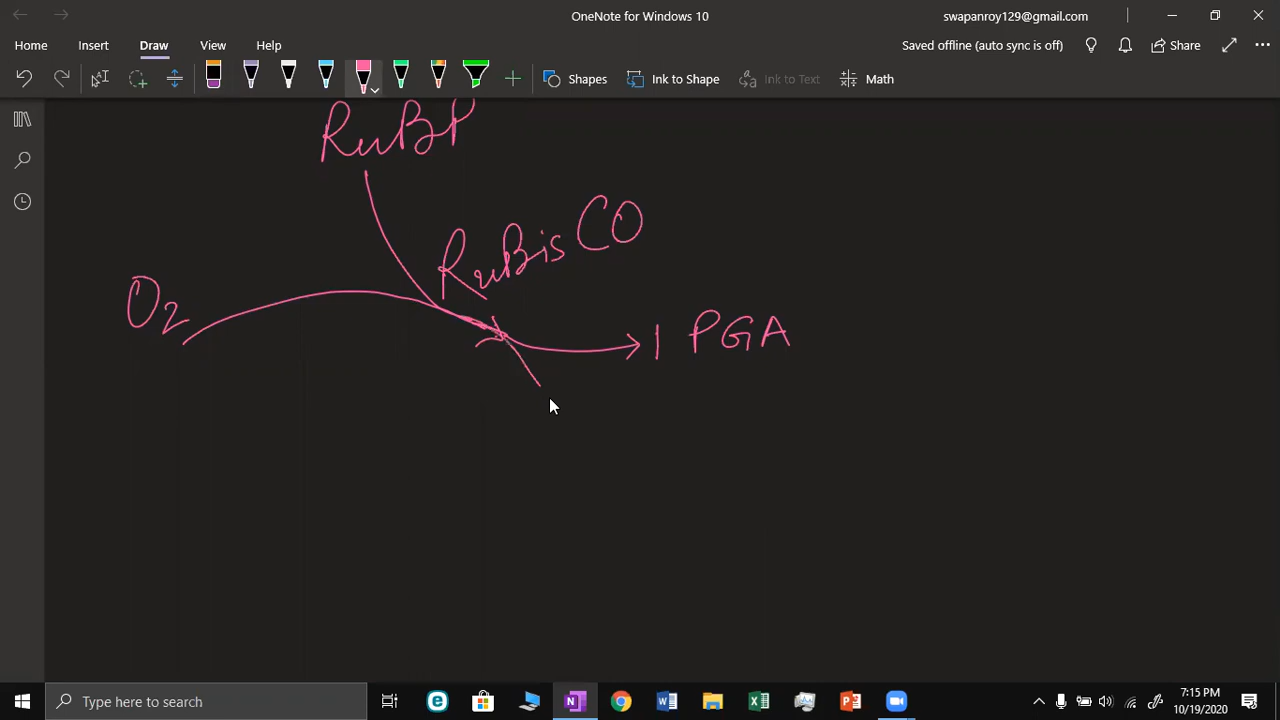 OneNote for Windows 10
swapanroy129@gmail.com
Home Insert Draw View Help
Saved offline (auto sync is off) Share
Shapes Ink to Shape Ink to Text Math
RuBP
RuBisCO
O2
1 PGA
Type here to search
1:15 PM
10/19/2020